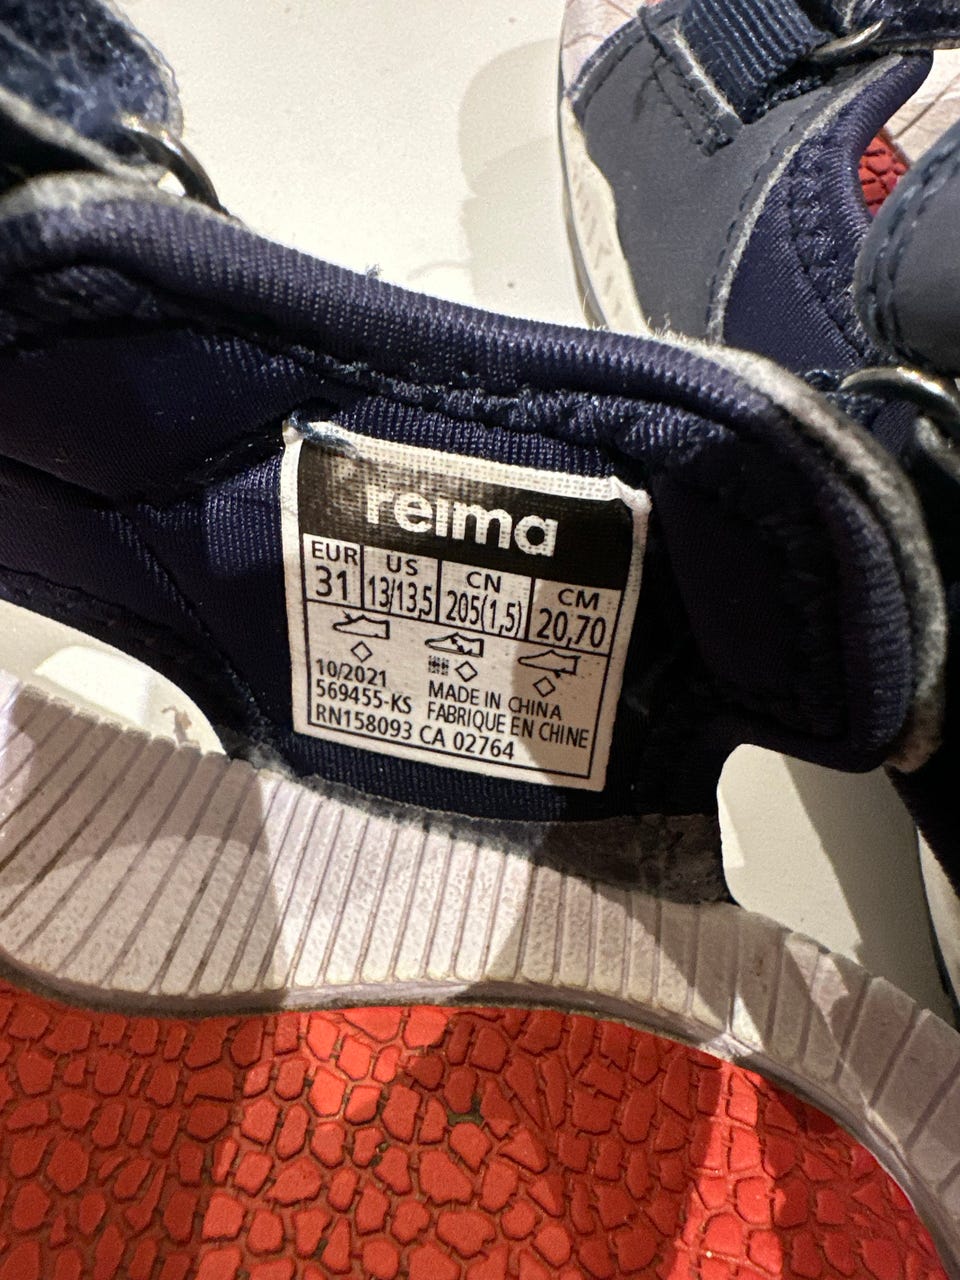 reima
EUR US CN CM
31 13/13,5 205(1,5) 20,70
10/2021 MADE IN CHINA
569455-KS FABRIQUE EN CHINE
RN158093 CA 02764